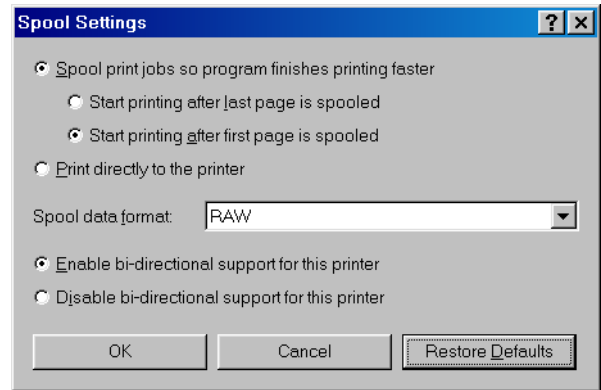 Spool Settings
Spool print jobs so program finishes printing faster
Start printing after last page is spooled
Start printing after first page is spooled
Print directly to the printer
Spool data format: RAW
Enable bi-directional support for this printer
Disable bi-directional support for this printer
OK Cancel Restore Defaults